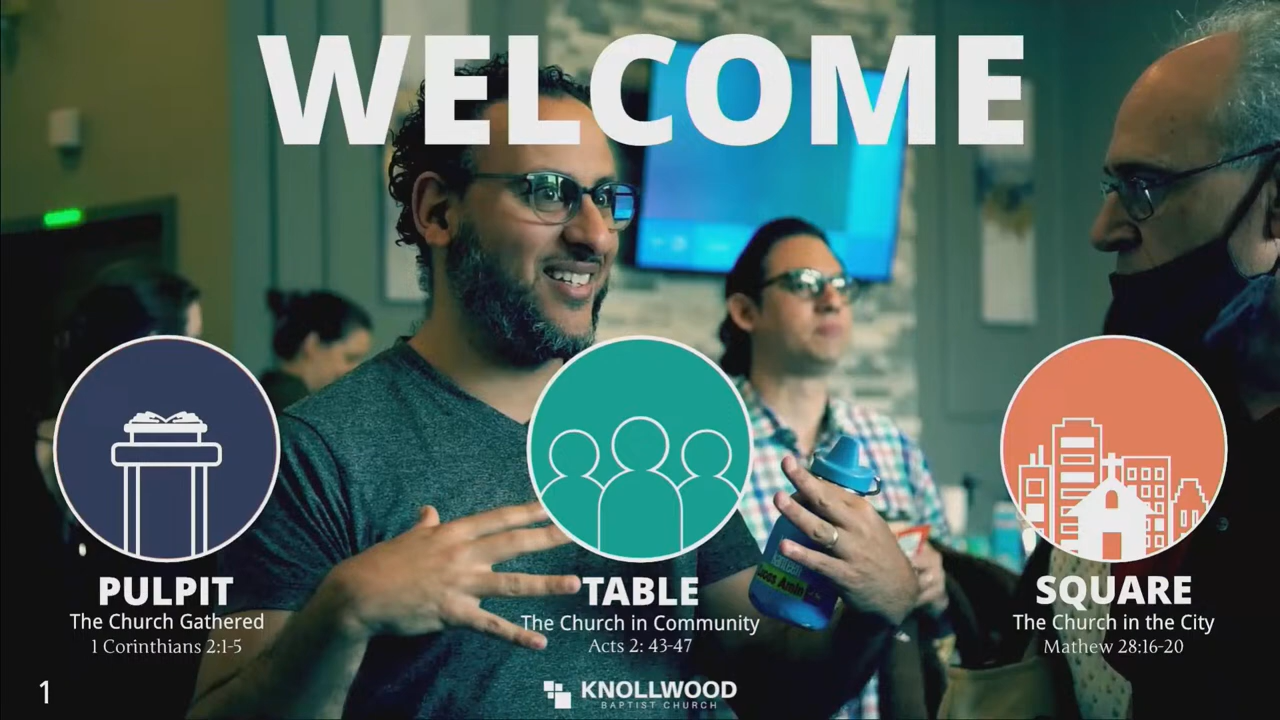 WELCOME
PULPIT
The Church Gathered
1 Corinthians 2:1-5
TABLE
The Church in Community
Acts 2: 43-47
SQUARE
The Church in the City
Mathew 28:16-20
1
KNOLLWOOD
BAPTIST CHURCH